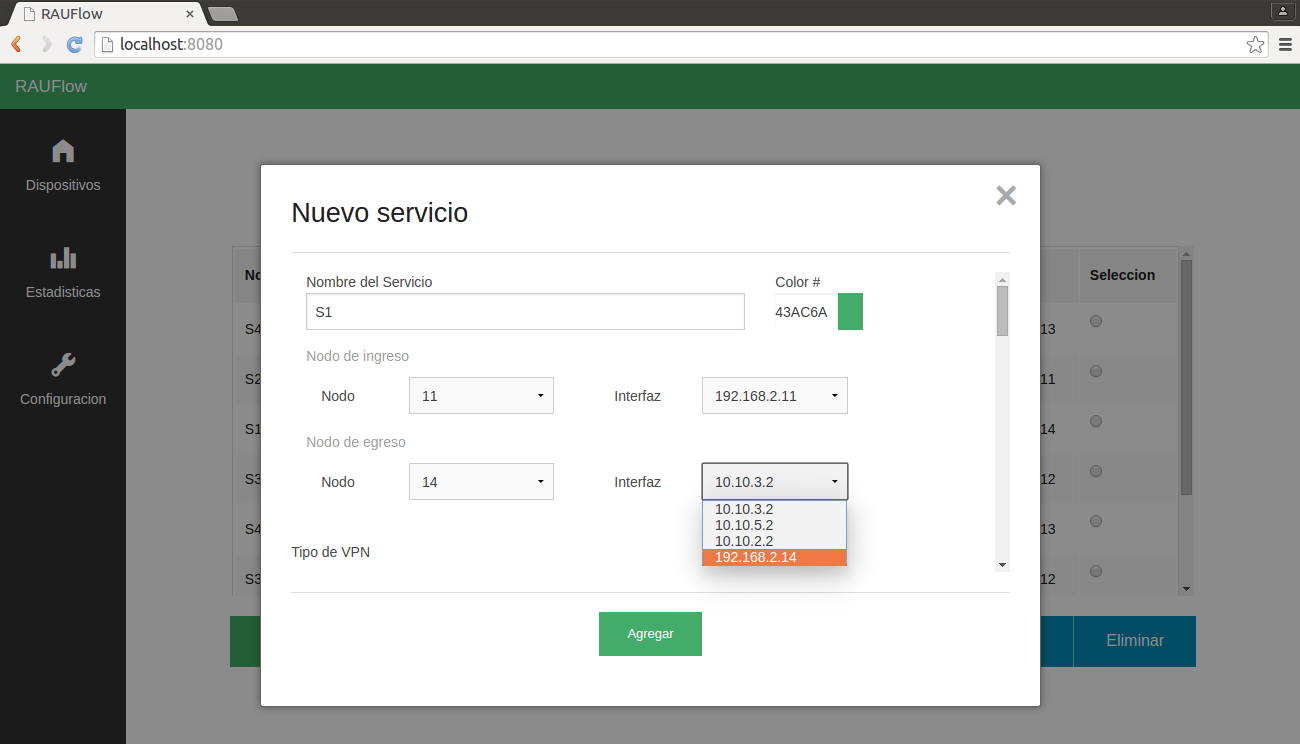 RAUFlow
localhost:8080
RAUFlow
Dispositivos
Estadisticas
Configuracion
Nuevo servicio
Nombre del Servicio
Color #
S1
43AC6A
Nodo de ingreso
Nodo
11
Interfaz
192.168.2.11
Nodo de egreso
Nodo
14
Interfaz
10.10.3.2
10.10.3.2
10.10.5.2
10.10.2.2
192.168.2.14
Tipo de VPN
Agregar
Seleccion
S4
13
S2
11
S1
14
S3
12
S4
13
S3
12
Eliminar